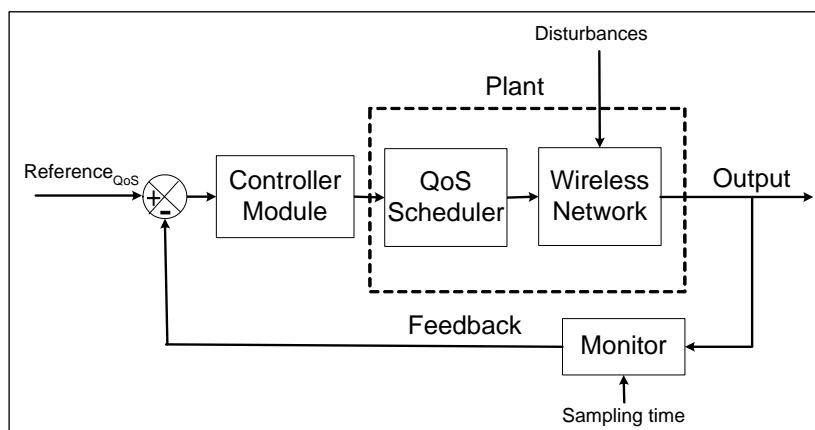 Disturbances
Plant
Reference QoS
+
-
Controller
Module
QoS
Scheduler
Wireless
Network
Output
Feedback
Monitor
Sampling time